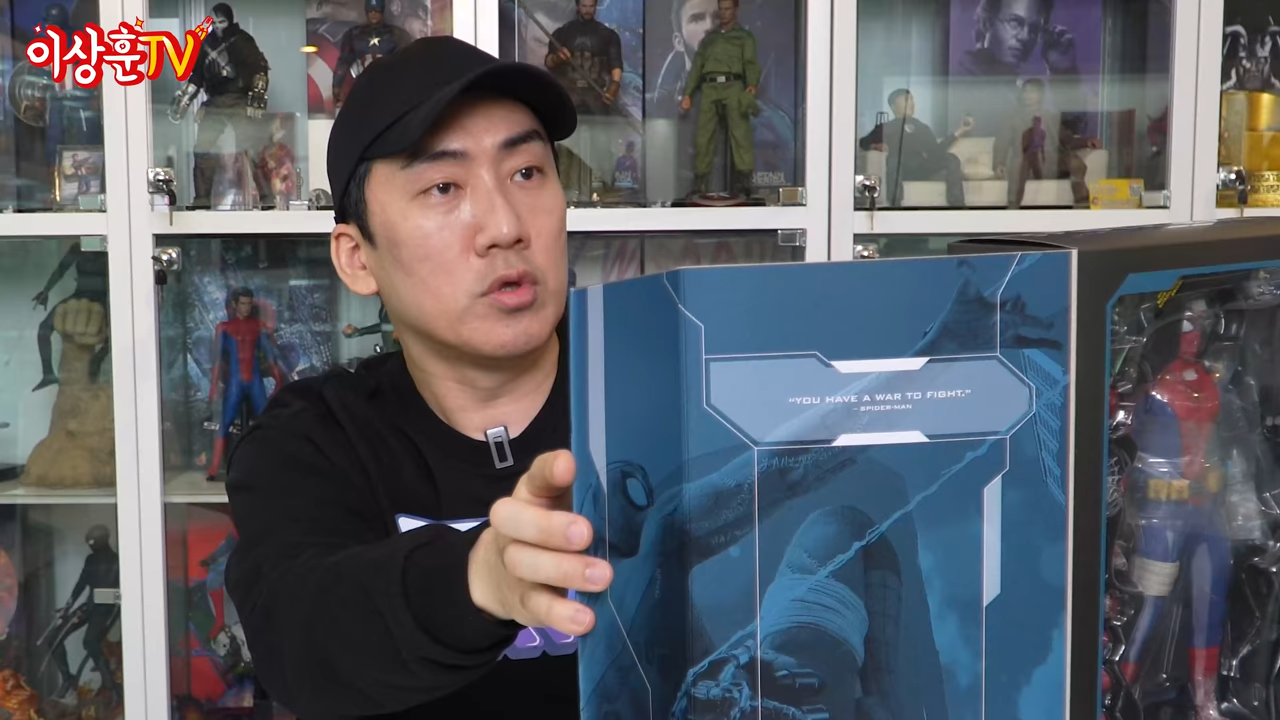 이상훈TV
"YOU HAVE A WAR TO FIGHT."
– SPIDER-MAN